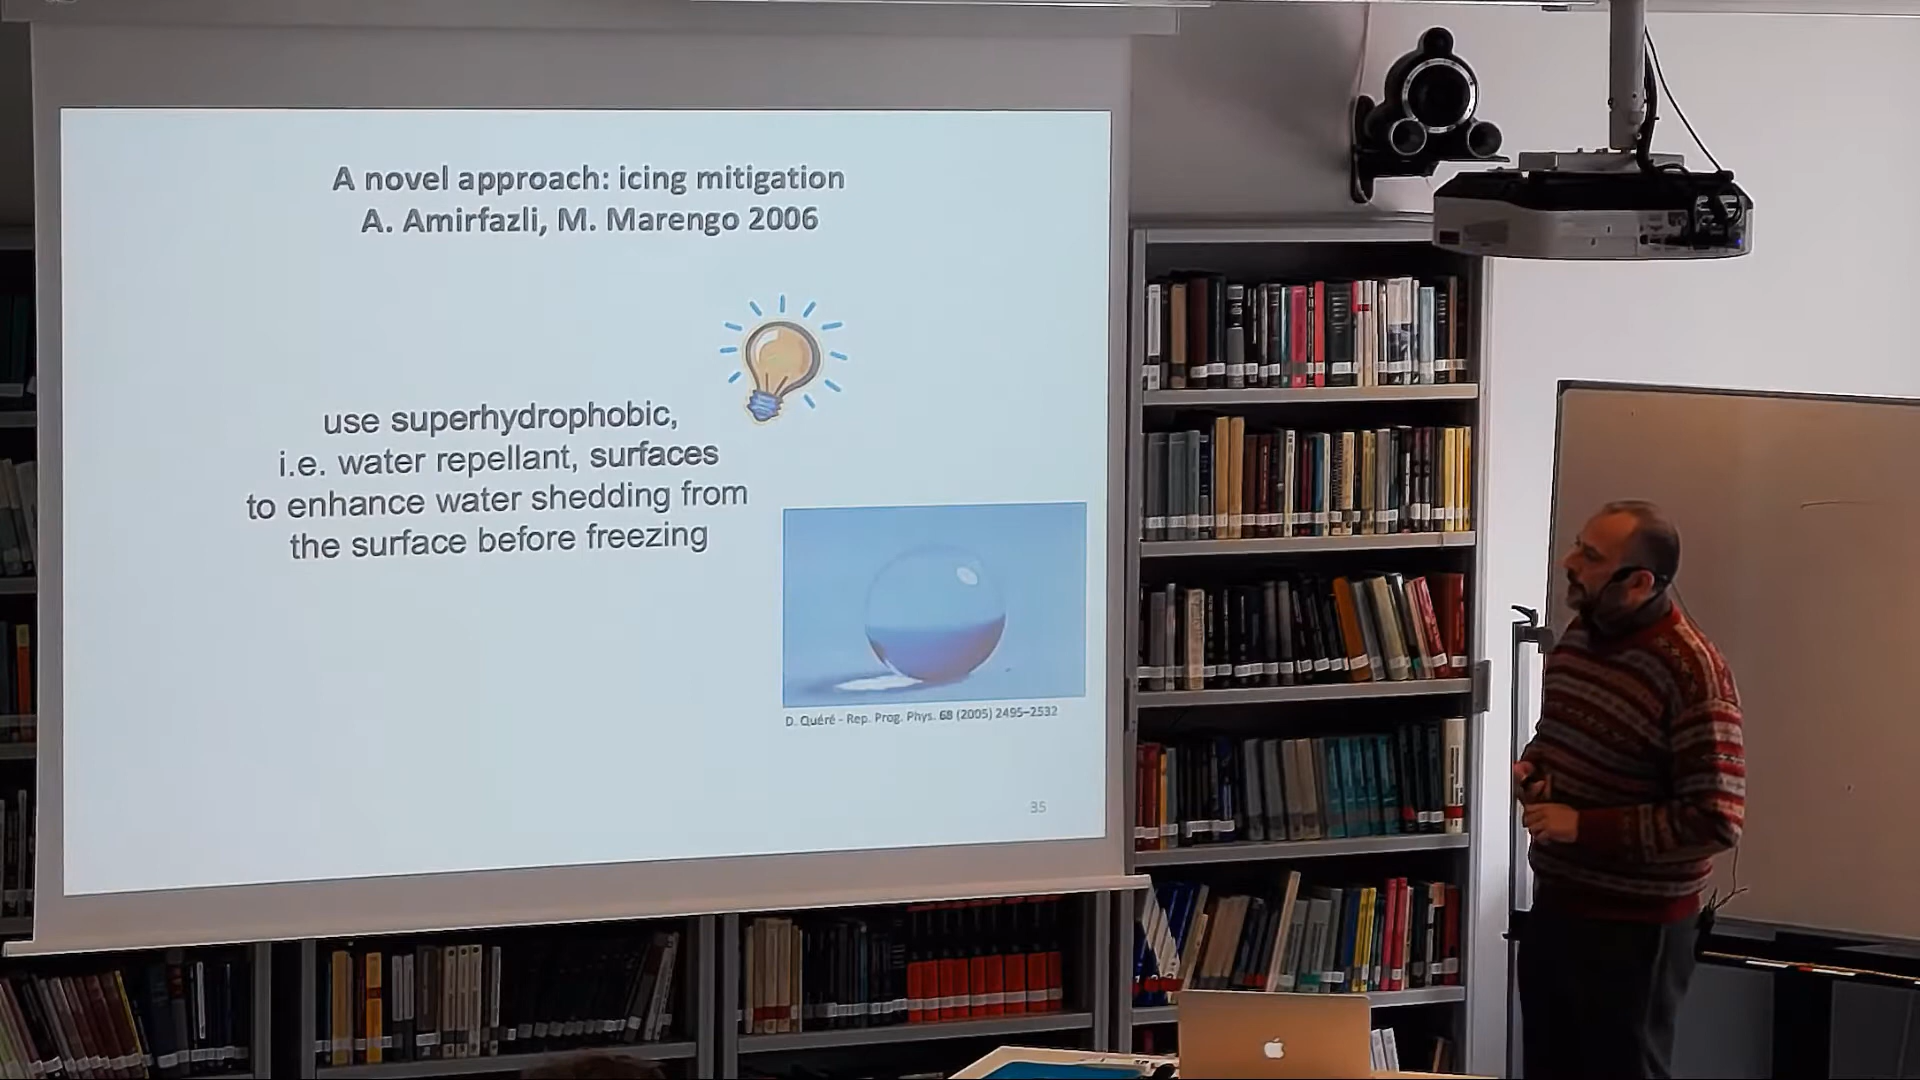 A novel approach: icing mitigation
A. Amirfazli, M. Marengo 2006
use superhydrophobic,
i.e. water repellant, surfaces
to enhance water shedding from
the surface before freezing
D. Quéré - Rep. Prog. Phys. 68 (2005) 2495–2532
35